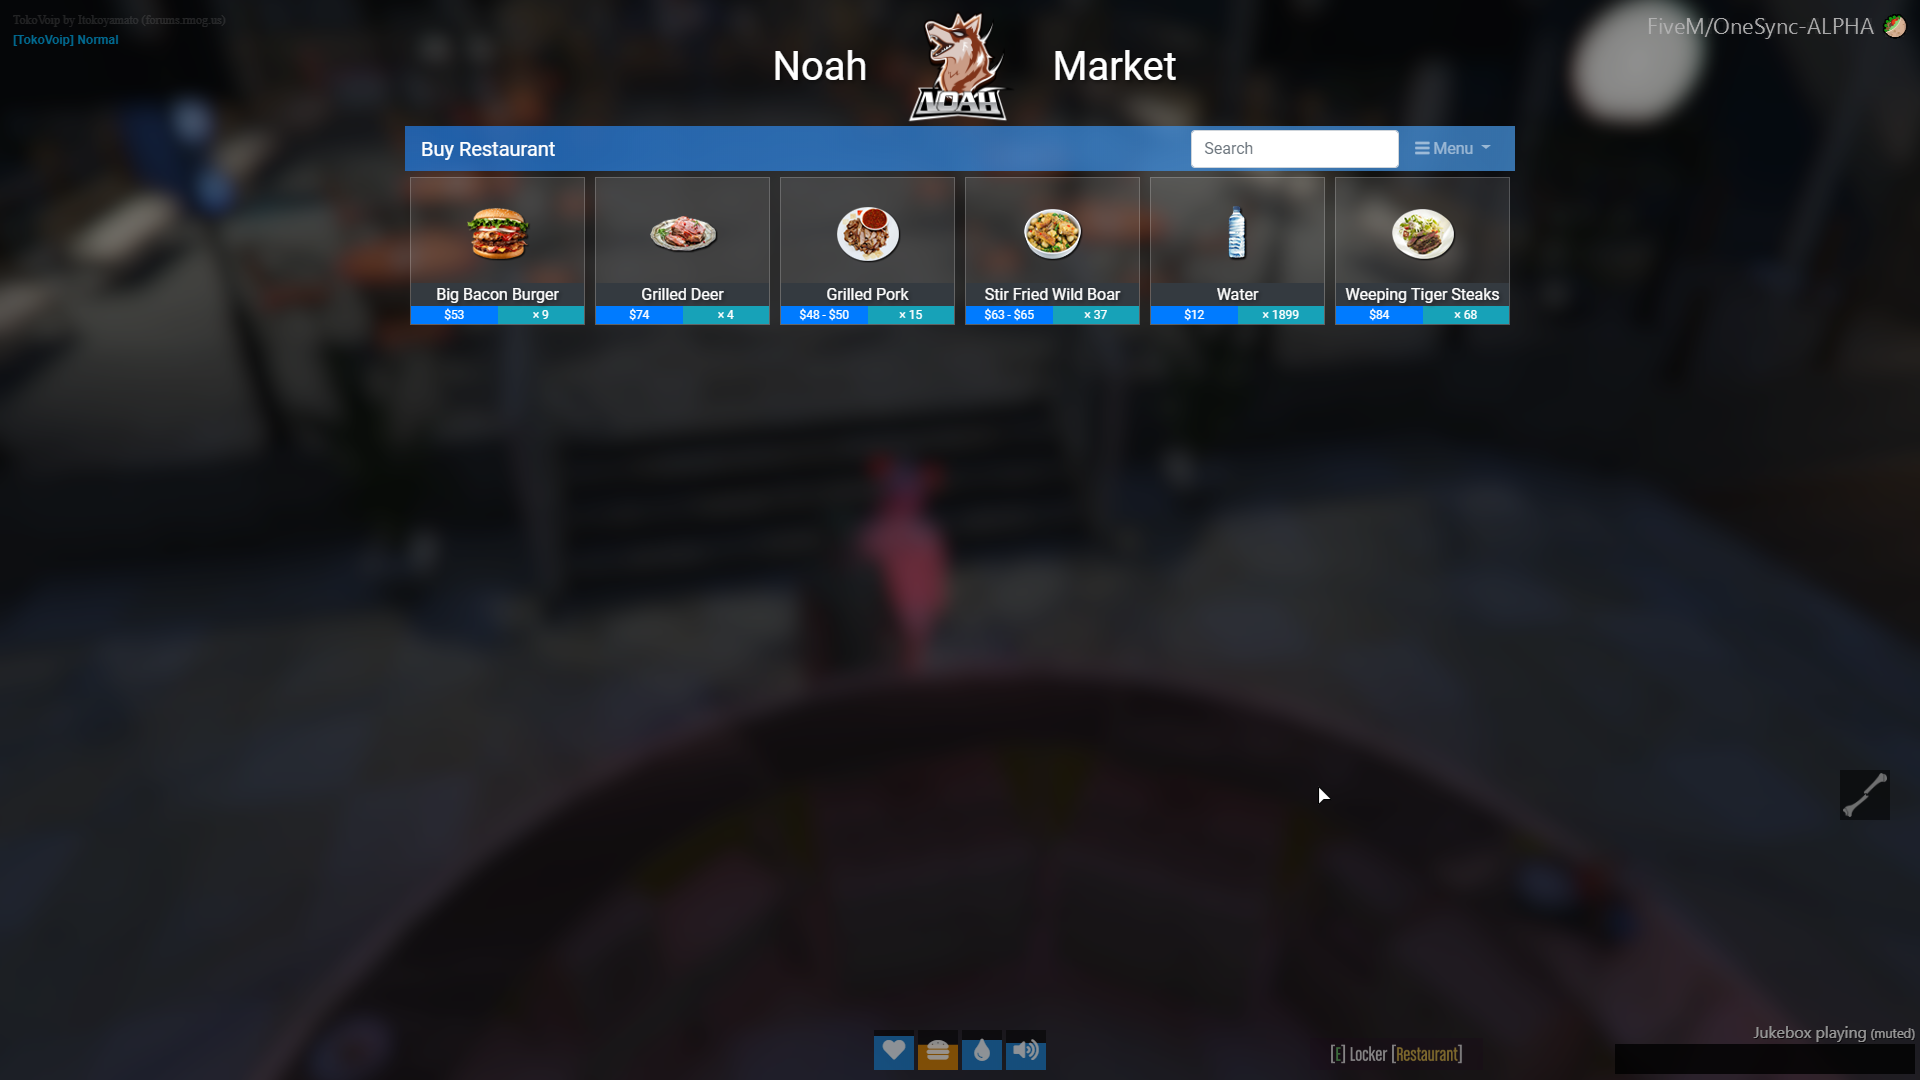 TokoVoip by Itokoyamato (forums.rmog.us)
[TokoVoip] Normal
FiveM/OneSync-ALPHA
Noah
NOAH
Market
Buy Restaurant
Search
Menu
Big Bacon Burger
$53
× 9
Grilled Deer
$74
× 4
Grilled Pork
$48 - $50
× 15
Stir Fried Wild Boar
$63 - $65
× 37
Water
$12
× 1899
Weeping Tiger Steaks
$84
× 68
[E] Locker [Restaurant]
Jukebox playing (muted)